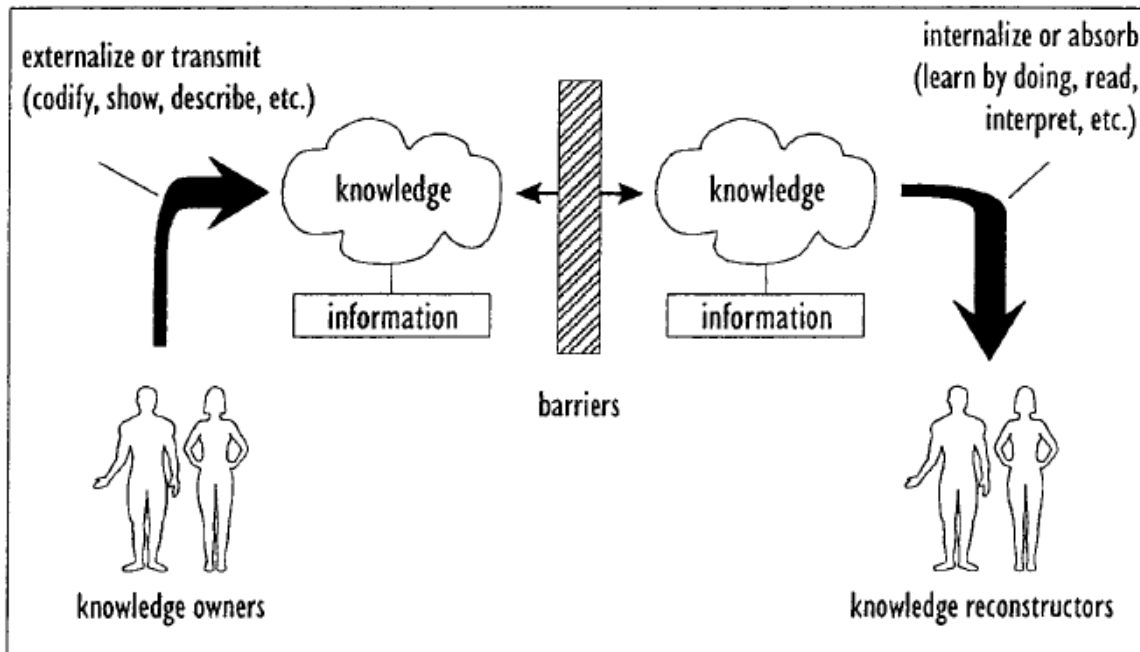 externalize or transmit
(codify, show, describe, etc.)
internalize or absorb
(learn by doing, read,
interpret, etc.)
knowledge
knowledge
information
information
barriers
knowledge owners
knowledge reconstructors